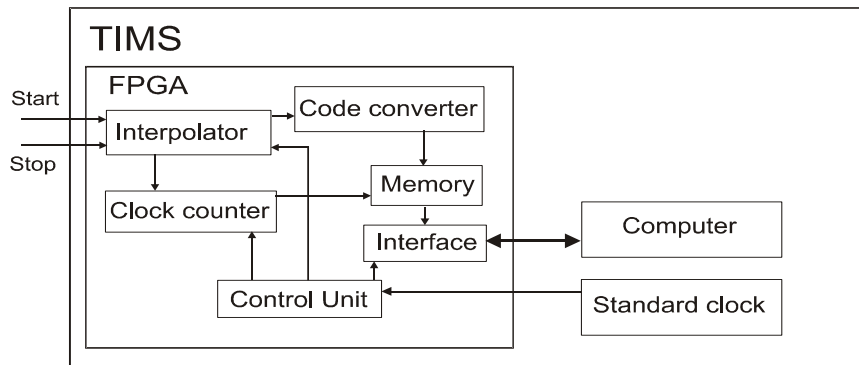 TIMS
FPGA
Start
Code converter
Interpolator
Stop
Memory
Clock counter
Computer
Interface
Control Unit
Standard clock